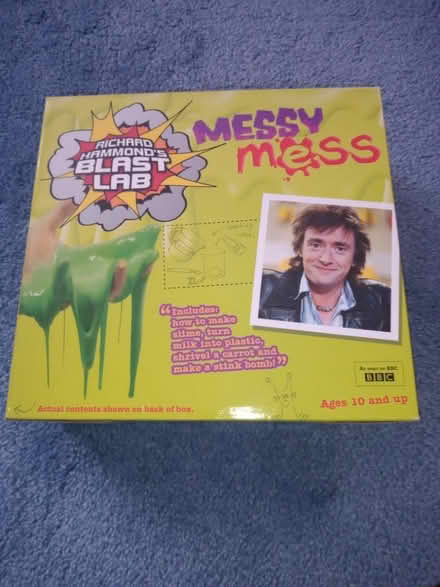 RICHARD
HAMMOND'S
BLAST
LAB
MESSY
mess
"Includes:
how to make
slime, turn
milk into plastic,
shrivel a carrot and
make a stink bomb!"
As seen on BBC
BBC
Ages 10 and up
Actual contents shown on back of box.